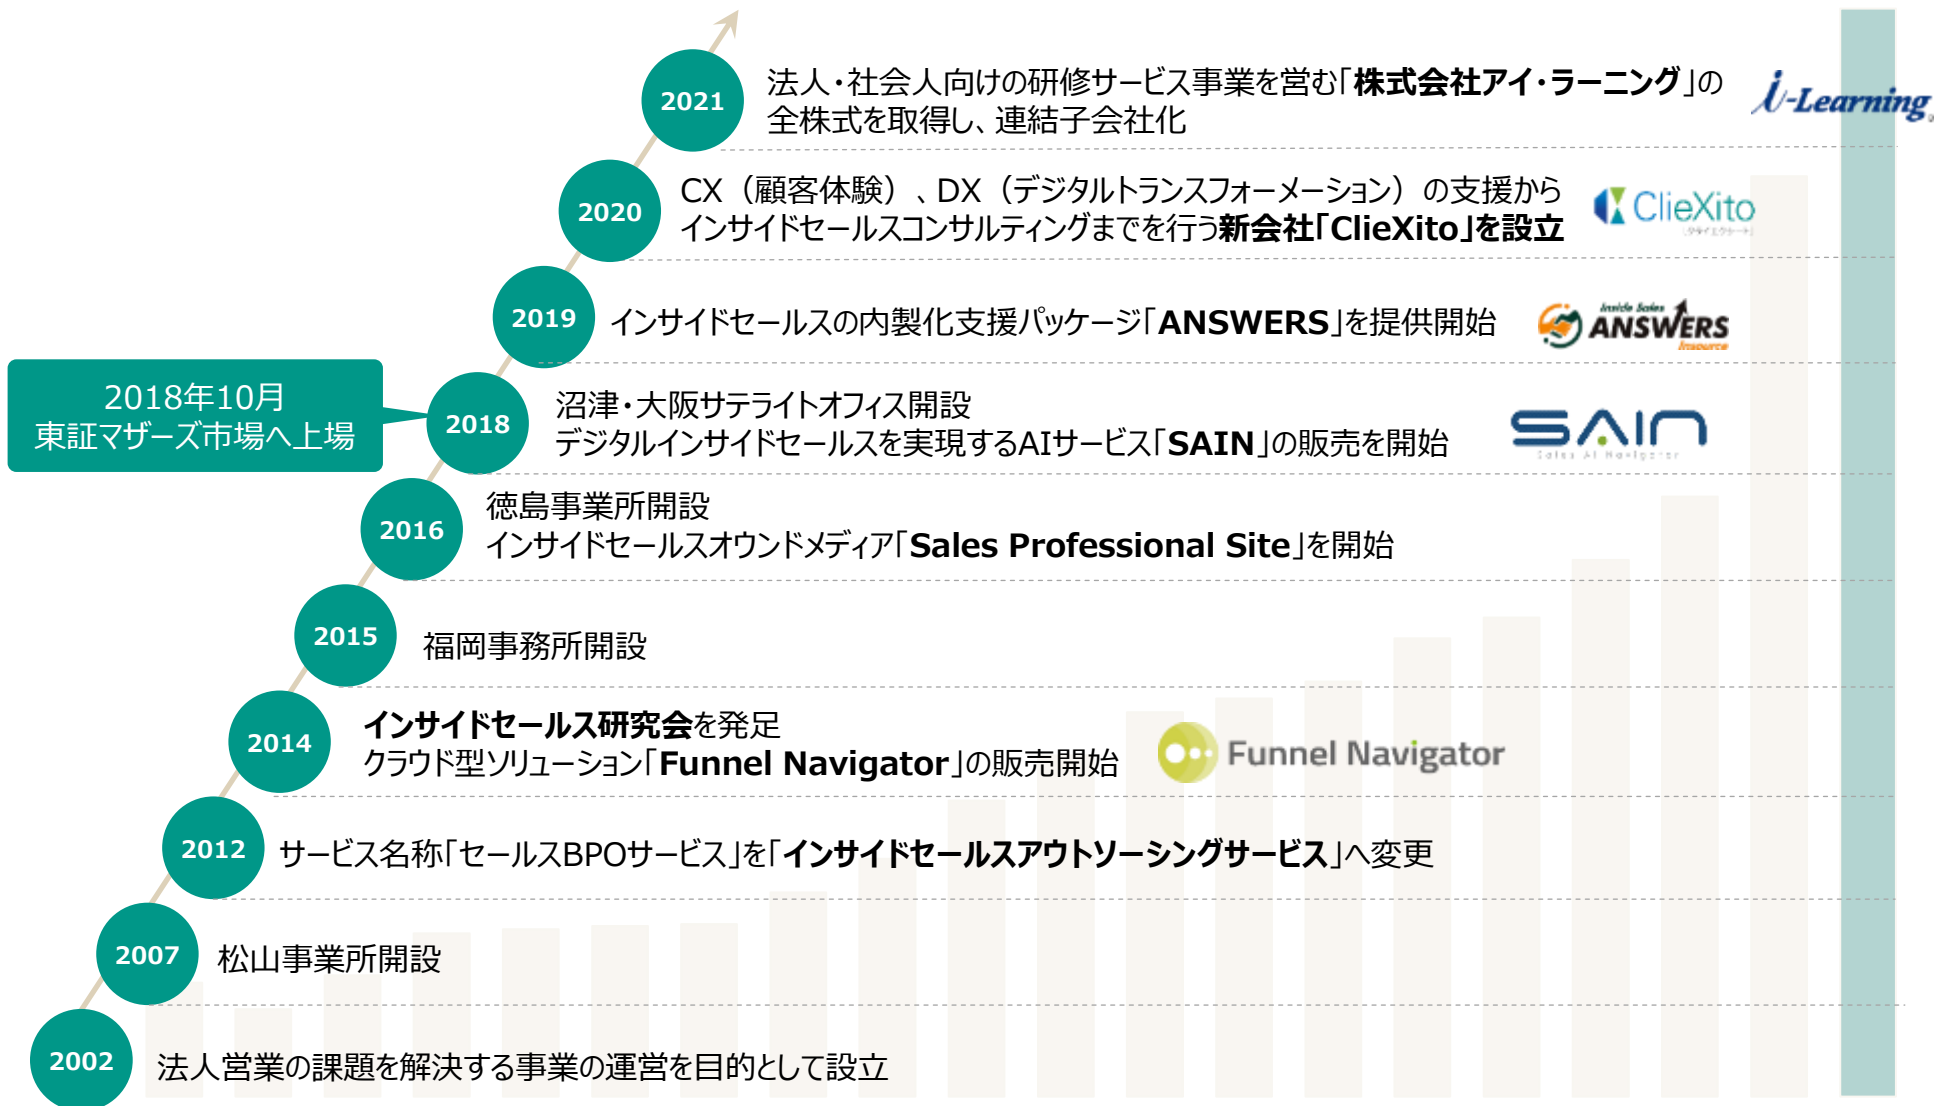 2021
法人・社会人向けの研修サービス事業を営む「株式会社アイ・ラーニング」の
全株式を取得し、連結子会社化
i-Learning®
2020
CX（顧客体験）、DX（デジタルトランスフォーメーション）の支援から
インサイドセールスコンサルティングまでを行う新会社「ClieXito」を設立
ClieXito
［クライエクシート］
2019
インサイドセールスの内製化支援パッケージ「ANSWERS」を提供開始
Inside Sales
ANSWERS
Insource
2018年10月
東証マザーズ市場へ上場
2018
沼津・大阪サテライトオフィス開設
デジタルインサイドセールスを実現するAIサービス「SAIN」の販売を開始
SAIN
Sales AI Navigator
2016
徳島事業所開設
インサイドセールスオウンドメディア「Sales Professional Site」を開始
2015
福岡事務所開設
2014
インサイドセールス研究会を発足
クラウド型ソリューション「Funnel Navigator」の販売開始
Funnel Navigator
2012
サービス名称「セールスBPOサービス」を「インサイドセールスアウトソーシングサービス」へ変更
2007
松山事業所開設
2002
法人営業の課題を解決する事業の運営を目的として設立